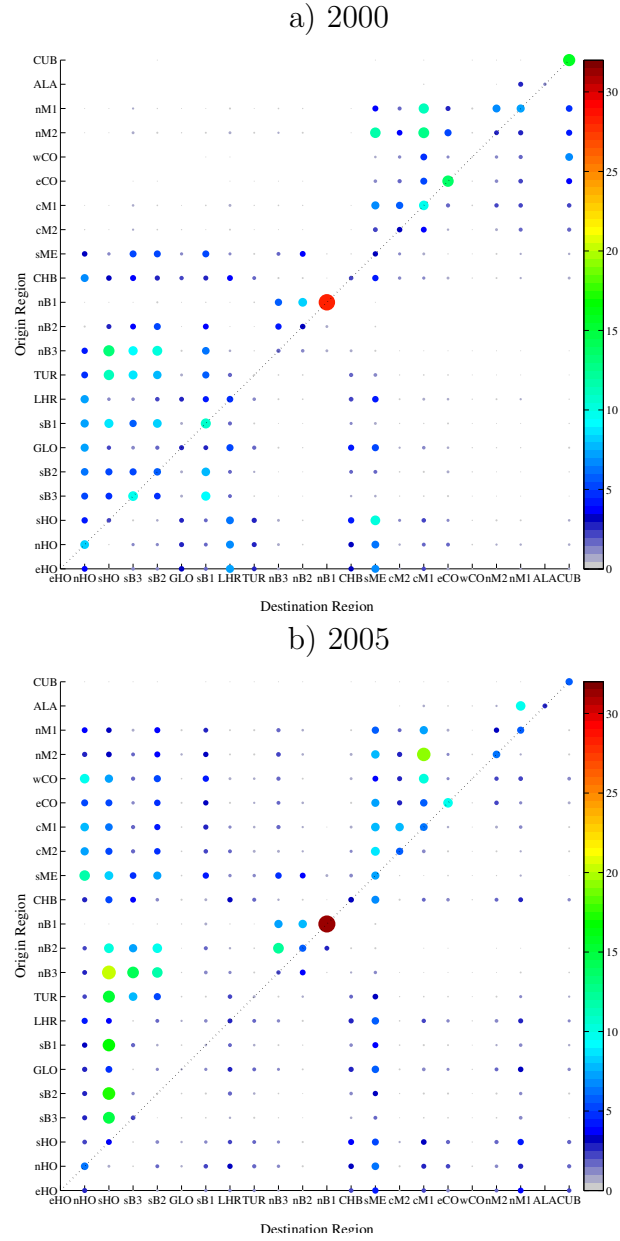 a) 2000
CUB
ALA
nM1
nM2
wCO
eCO
cM1
cM2
sME
CHB
nB1
nB2
nB3
TUR
LHR
sB1
GLO
sB2
sB3
sHO
nHO
eHO
Origin Region
eHO nHO sHO sB3 sB2 GLO sB1 LHR TUR nB3 nB2 nB1 CHB sME cM2 cM1 eCO wCO nM2 nM1 ALA CUB
Destination Region
30
25
20
15
10
5
0
b) 2005
CUB
ALA
nM1
nM2
wCO
eCO
cM1
cM2
sME
CHB
nB1
nB2
nB3
TUR
LHR
sB1
GLO
sB2
sB3
sHO
nHO
eHO
Origin Region
eHO nHO sHO sB3 sB2 GLO sB1 LHR TUR nB3 nB2 nB1 CHB sME cM2 cM1 eCO wCO nM2 nM1 ALA CUB
Destination Region
30
25
20
15
10
5
0